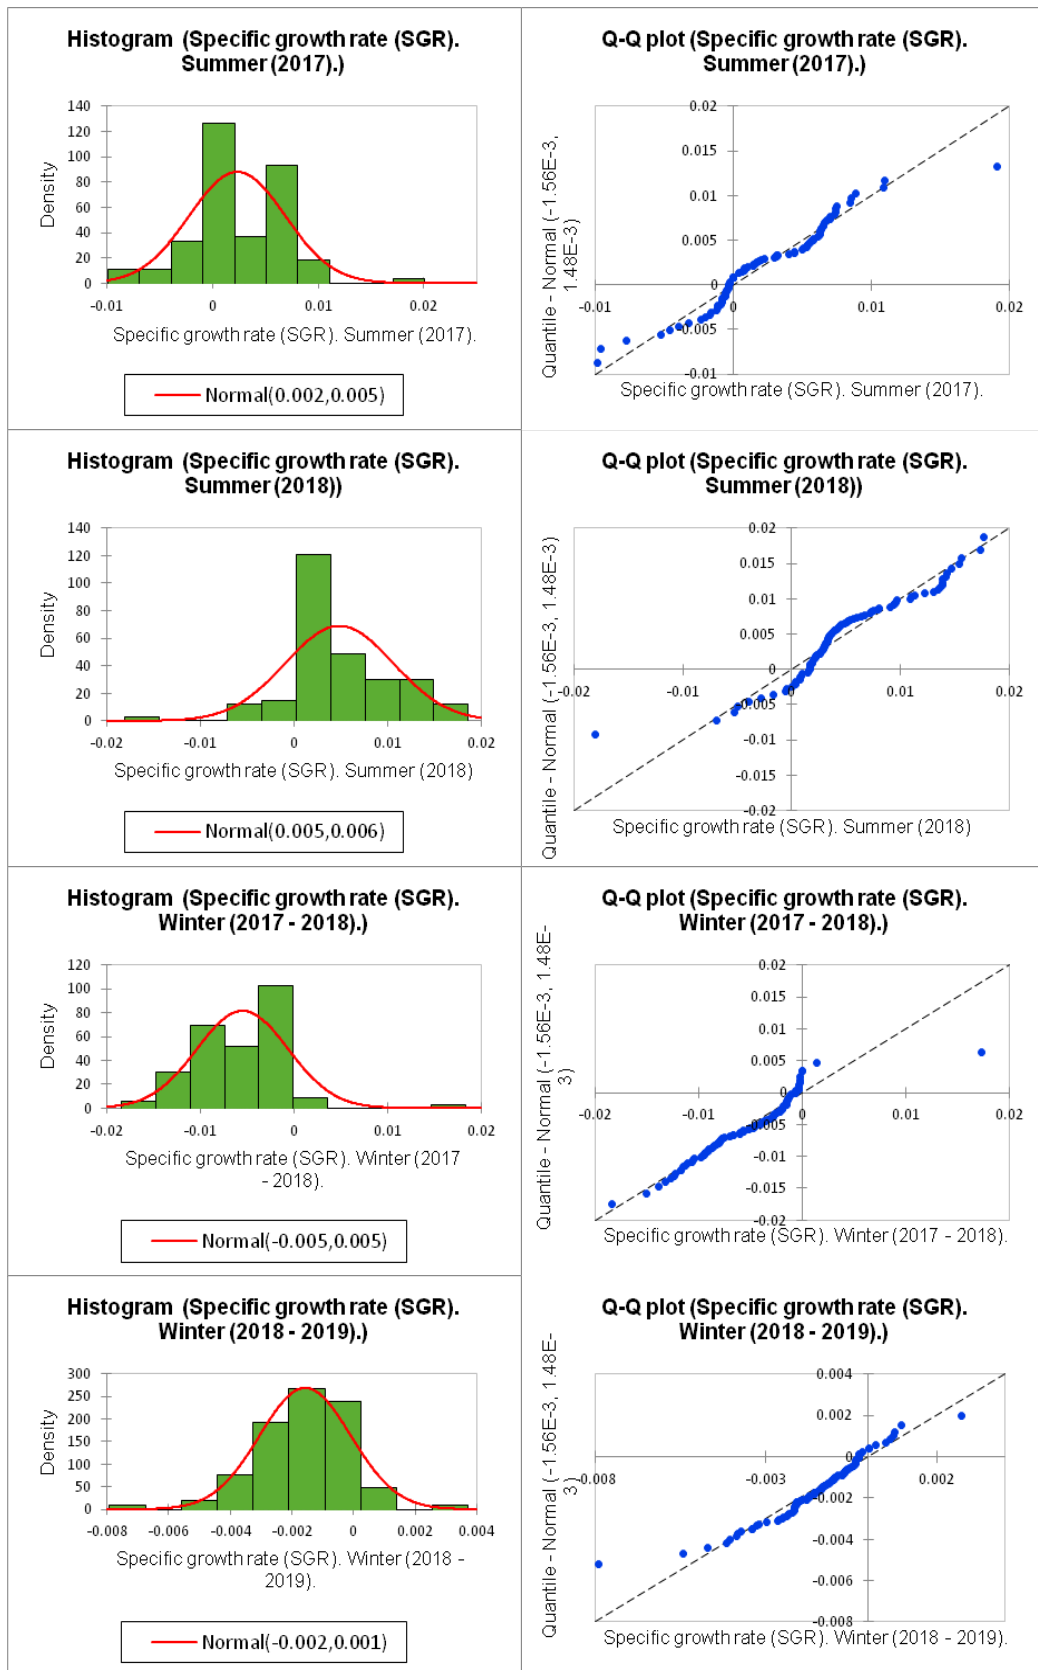 Histogram (Specific growth rate (SGR).
Summer (2017).)
140
120
100
80
60
40
20
0
-0.01
0
0.01
0.02
Density
Specific growth rate (SGR). Summer (2017).
Normal(0.002,0.005)
Q-Q plot (Specific growth rate (SGR).
Summer (2017).)
Quantile - Normal (-1.56E-3,
1.48E-3)
0.02
0.015
0.01
0.005
0
-0.005
-0.01
-0.01
0
0.01
0.02
Specific growth rate (SGR). Summer (2017).
Histogram (Specific growth rate (SGR).
Summer (2018))
140
120
100
80
60
40
20
0
-0.02
-0.01
0
0.01
0.02
Density
Specific growth rate (SGR). Summer (2018)
Normal(0.005,0.006)
Q-Q plot (Specific growth rate (SGR).
Summer (2018))
Quantile - Normal (-1.56E-3, 1.48E-3)
0.02
0.015
0.01
0.005
0
-0.005
-0.01
-0.015
-0.02
-0.02
-0.01
0
0.01
0.02
Specific growth rate (SGR). Summer (2018)
Histogram (Specific growth rate (SGR).
Winter (2017 - 2018).)
120
100
80
60
40
20
0
-0.02
-0.01
0
0.01
0.02
Density
Specific growth rate (SGR). Winter (2017
- 2018).
Normal(-0.005,0.005)
Q-Q plot (Specific growth rate (SGR).
Winter (2017 - 2018).)
Quantile - Normal (-1.56E-3, 1.48E-
3)
0.02
0.015
0.01
0.005
0
-0.005
-0.01
-0.015
-0.02
-0.02
-0.01
0
0.01
0.02
Specific growth rate (SGR). Winter (2017 - 2018).
Histogram (Specific growth rate (SGR).
Winter (2018 - 2019).)
300
250
200
150
100
50
0
-0.008
-0.006
-0.004
-0.002
0
0.002
0.004
Density
Specific growth rate (SGR). Winter (2018 -
2019).
Normal(-0.002,0.001)
Q-Q plot (Specific growth rate (SGR).
Winter (2018 - 2019).)
Quantile - Normal (-1.56E-3, 1.48E-
3)
0.004
0.002
0
-0.002
-0.004
-0.006
-0.008
-0.008
-0.003
0.002
Specific growth rate (SGR). Winter (2018 - 2019).